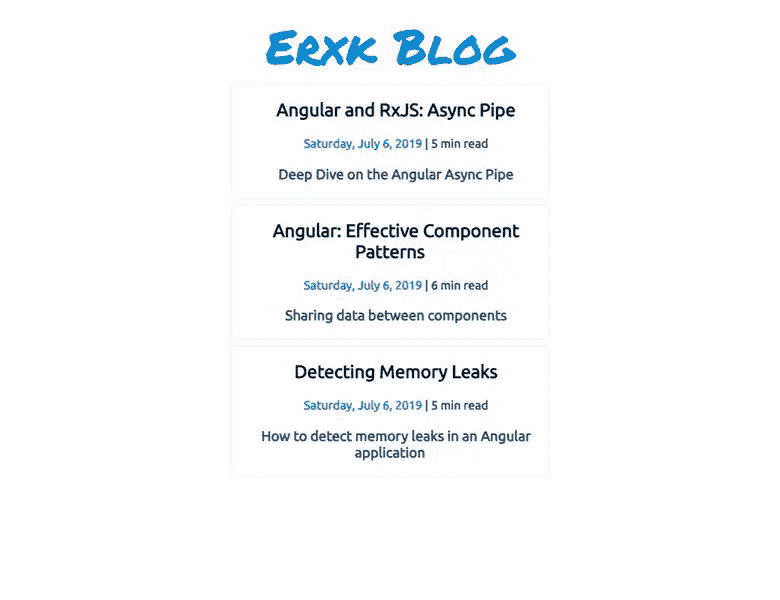 Erxk Blog
Angular and RxJS: Async Pipe
Saturday, July 6, 2019 | 5 min read
Deep Dive on the Angular Async Pipe
Angular: Effective Component
Patterns
Saturday, July 6, 2019 | 6 min read
Sharing data between components
Detecting Memory Leaks
Saturday, July 6, 2019 | 5 min read
How to detect memory leaks in an Angular
application